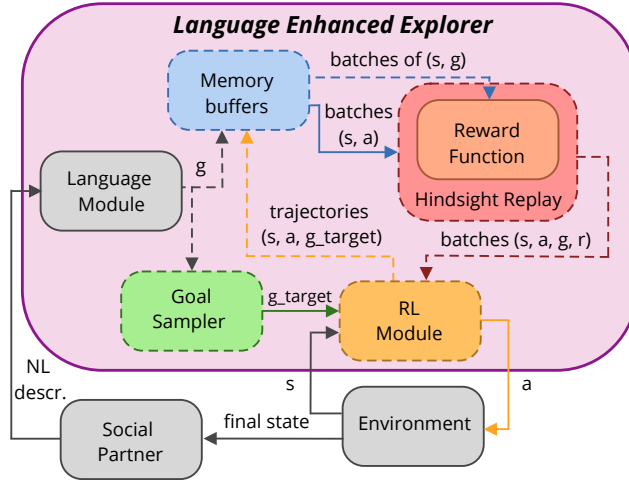 Language Enhanced Explorer
batches of (s, g)
Memory
buffers
batches
(s, a)
Reward
Function
Hindsight Replay
g
Language
Module
trajectories
(s, a, g_target)
batches (s, a, g, r)
Goal
Sampler
g_target
RL
Module
NL
descr.
s
a
Social
Partner
final state
Environment